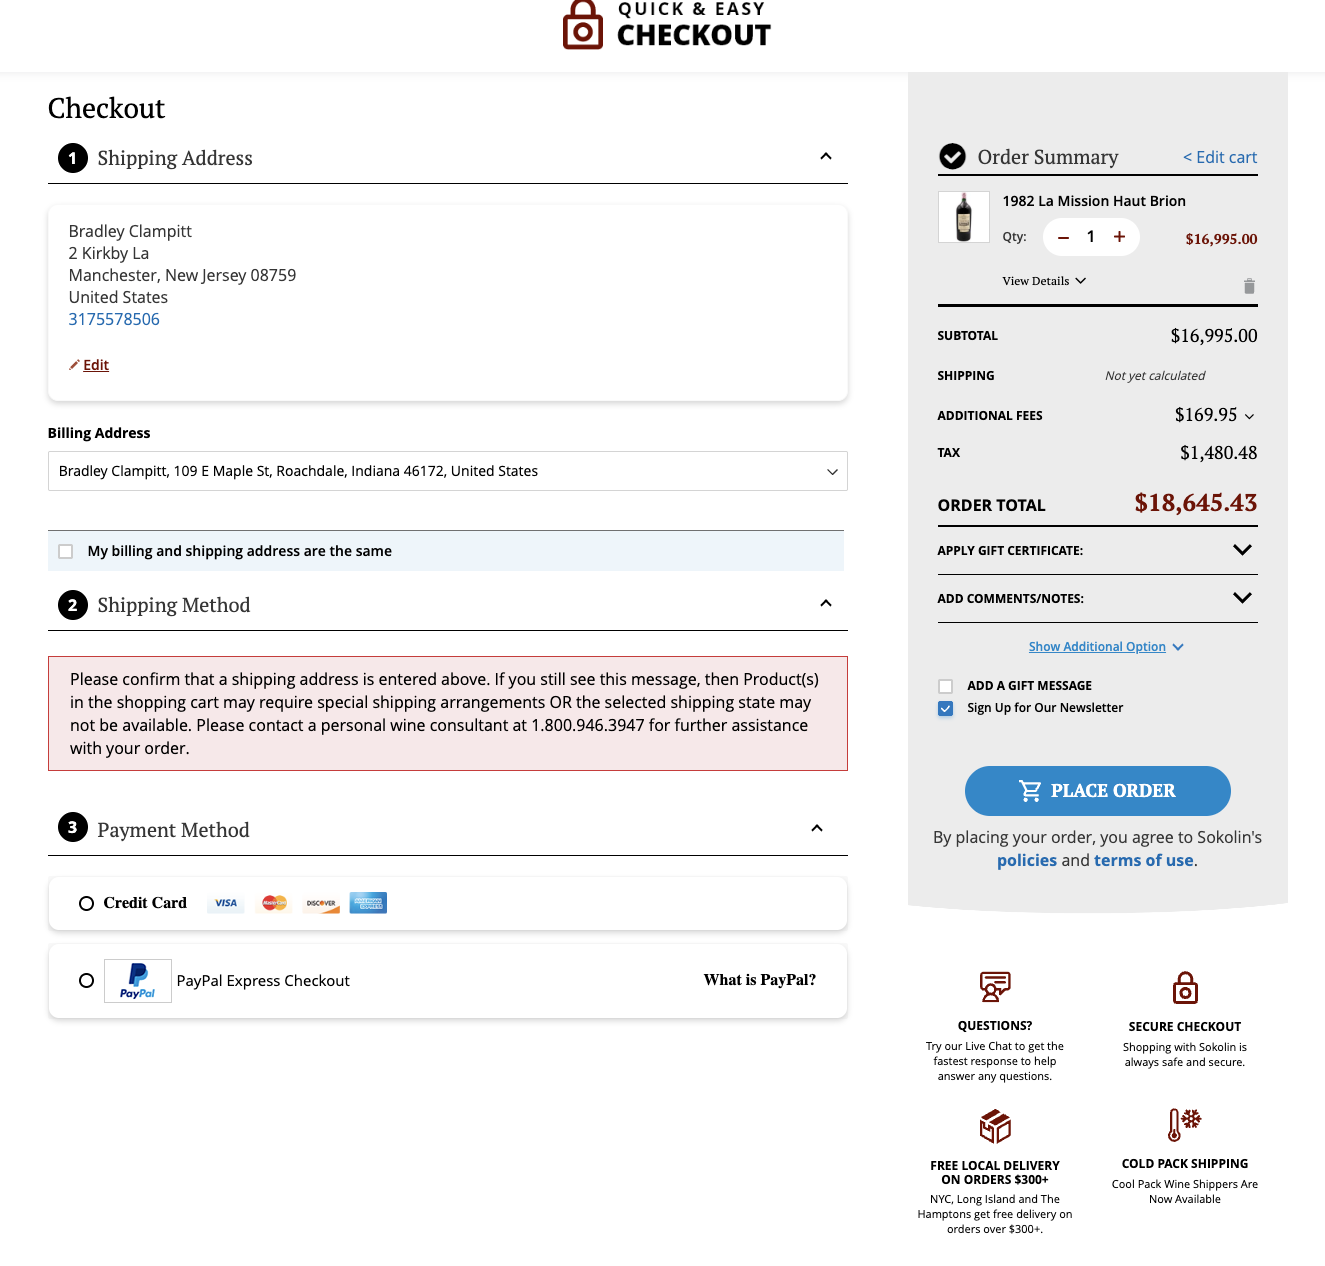 QUICK & EASY
CHECKOUT
Checkout
1 Shipping Address
Bradley Clampitt
2 Kirkby La
Manchester, New Jersey 08759
United States
3175578506
Edit
Billing Address
Bradley Clampitt, 109 E Maple St, Roachdale, Indiana 46172, United States
My billing and shipping address are the same
2 Shipping Method
Please confirm that a shipping address is entered above. If you still see this message, then Product(s)
in the shopping cart may require special shipping arrangements OR the selected shipping state may
not be available. Please contact a personal wine consultant at 1.800.946.3947 for further assistance
with your order.
3 Payment Method
Credit Card VISA MasterCard DISCOVER AMERICAN EXPRESS
PayPal PayPal Express Checkout What is PayPal?
Order Summary < Edit cart
1982 La Mission Haut Brion
Qty: − 1 + $16,995.00
View Details
SUBTOTAL $16,995.00
SHIPPING Not yet calculated
ADDITIONAL FEES $169.95
TAX $1,480.48
ORDER TOTAL $18,645.43
APPLY GIFT CERTIFICATE:
ADD COMMENTS/NOTES:
Show Additional Option
ADD A GIFT MESSAGE
Sign Up for Our Newsletter
PLACE ORDER
By placing your order, you agree to Sokolin's
policies and terms of use.
QUESTIONS?
Try our Live Chat to get the
fastest response to help
answer any questions.
SECURE CHECKOUT
Shopping with Sokolin is
always safe and secure.
FREE LOCAL DELIVERY
ON ORDERS $300+
NYC, Long Island and The
Hamptons get free delivery on
orders over $300+.
COLD PACK SHIPPING
Cool Pack Wine Shippers Are
Now Available